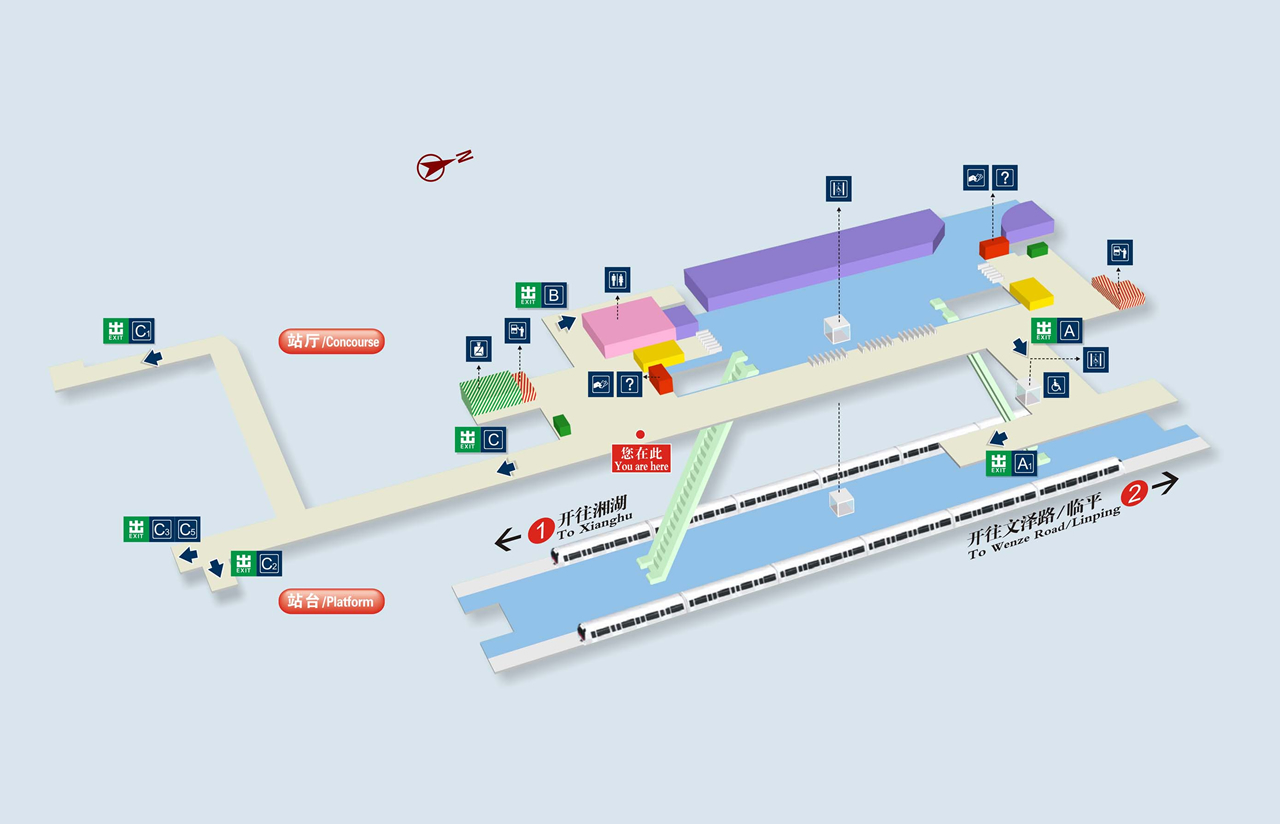 N
? 
出 EXIT B
出 EXIT C1
站厅/Concourse
出 EXIT A
?
出 EXIT C
您在此
You are here
出 EXIT A1
出 EXIT C3 C5
1 开往湘湖
To Xianghu
开往文泽路/临平 2
To Wenze Road/Linping
出 EXIT C2
站台/Platform